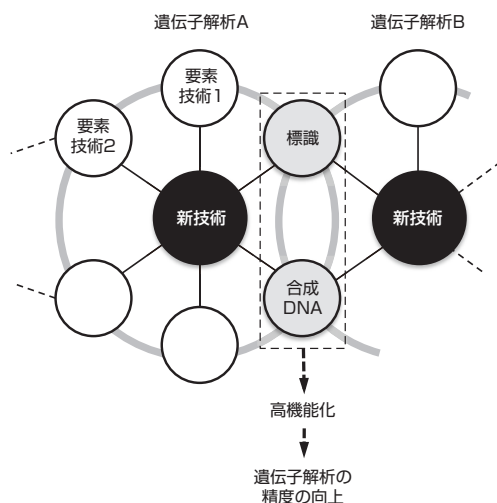 遺伝子解析A
遺伝子解析B
要素
技術1
要素
技術2
標識
新技術
新技術
合成
DNA
高機能化
遺伝子解析の
精度の向上